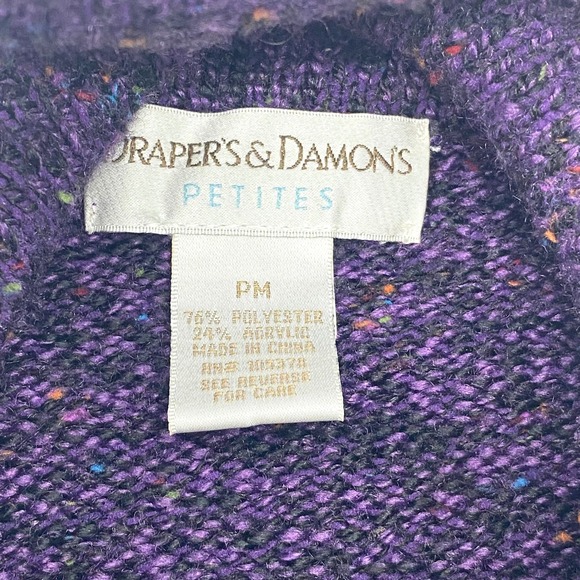 DRAPER'S & DAMON'S
PETITES
PM
76% POLYESTER
24% ACRYLIC
MADE IN CHINA
RN# 105378
SEE REVERSE
FOR CARE